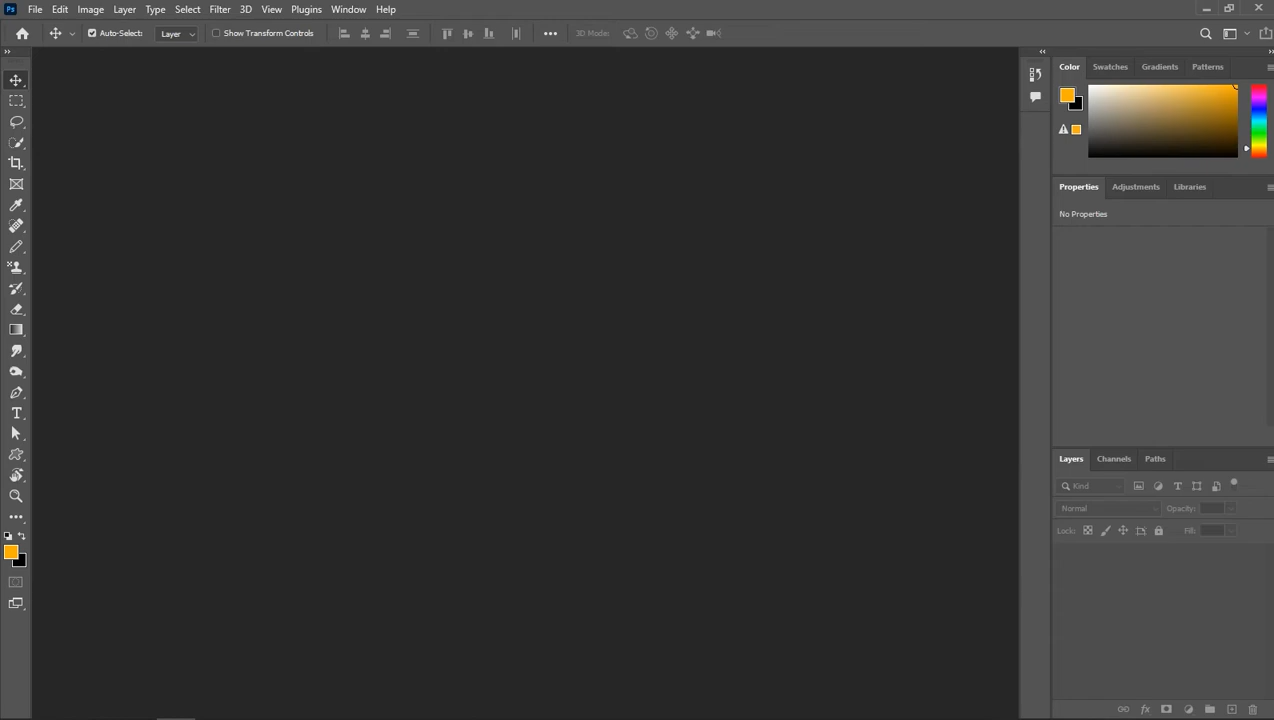 Ps File Edit Image Layer Type Select Filter 3D View Plugins Window Help
Auto-Select: Layer Show Transform Controls 3D Mode:
Color Swatches Gradients Patterns
Properties Adjustments Libraries
No Properties
Layers Channels Paths
Kind
Normal Opacity:
Lock: Fill: